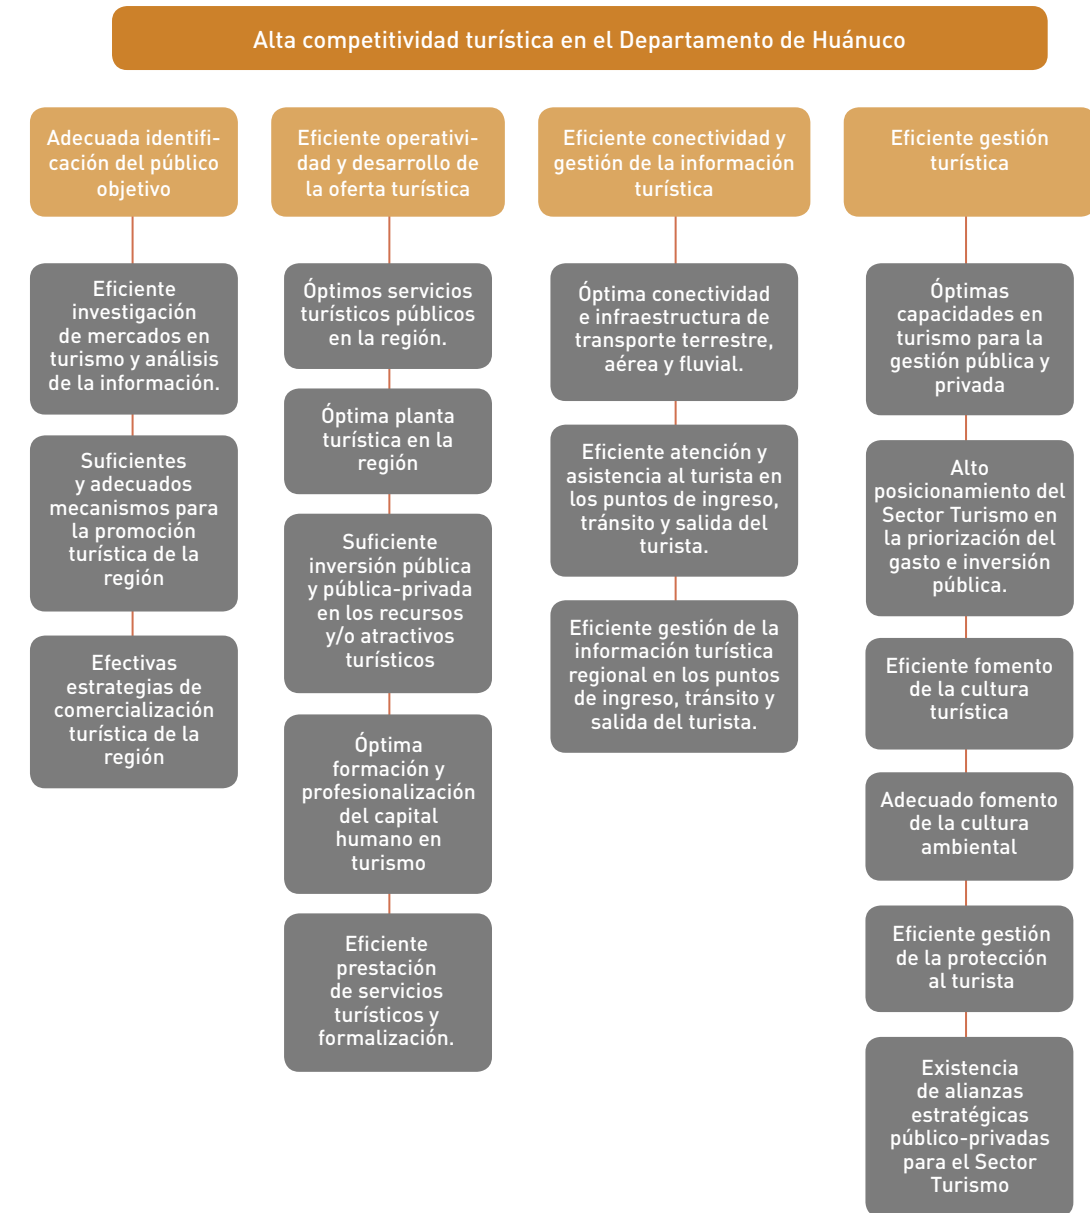 Alta competitividad turística en el Departamento de Huánuco
Adecuada identifi-
cación del público
objetivo
Eficiente
investigación
de mercados en
turismo y análisis
de la información.
Suficientes
y adecuados
mecanismos para
la promoción
turística de la
región
Efectivas
estrategias de
comercialización
turística de la
región
Eficiente operativi-
dad y desarrollo de
la oferta turística
Óptimos servicios
turísticos públicos
en la región.
Óptima planta
turística en la
región
Suficiente
inversión pública
y pública-privada
en los recursos
y/o atractivos
turísticos
Óptima
formación y
profesionalización
del capital
humano en
turismo
Eficiente
prestación
de servicios
turísticos y
formalización.
Eficiente conectividad y
gestión de la información
turística
Óptima conectividad
e infraestructura de
transporte terrestre,
aérea y fluvial.
Eficiente atención y
asistencia al turista en
los puntos de ingreso,
tránsito y salida del
turista.
Eficiente gestión de la
información turística
regional en los puntos
de ingreso, tránsito y
salida del turista.
Eficiente gestión
turística
Óptimas
capacidades en
turismo para la
gestión pública y
privada
Alto
posicionamiento del
Sector Turismo en
la priorización del
gasto e inversión
pública.
Eficiente fomento
de la cultura
turística
Adecuado fomento
de la cultura
ambiental
Eficiente gestión
de la protección
al turista
Existencia
de alianzas
estratégicas
público-privadas
para el Sector
Turismo